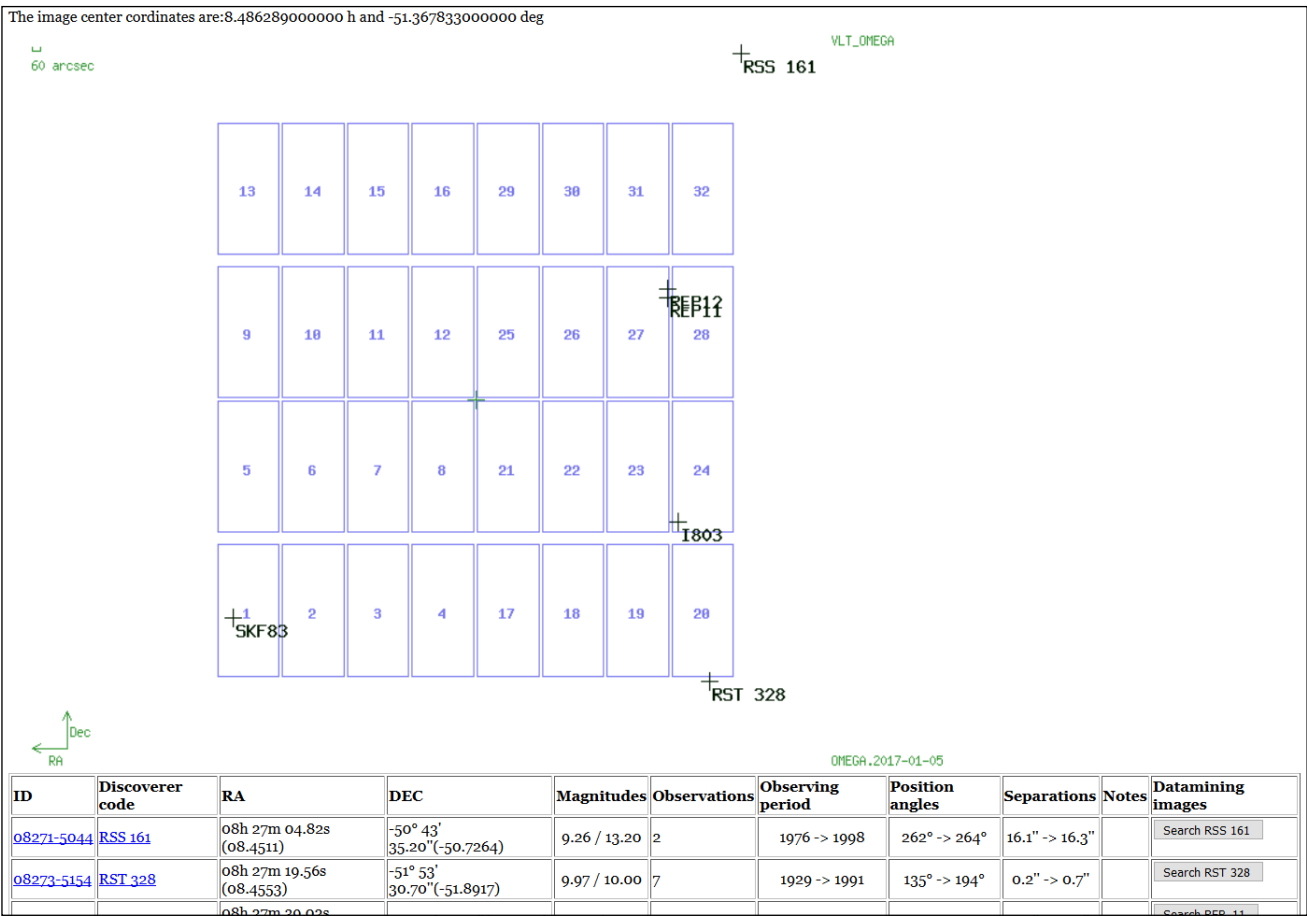 The image center cordinates are:8.486289000000 h and -51.367833000000 deg
VLT_OMEGA
60 arcsec
RSS 161
13 14 15 16 29 30 31 32
REP12
REP11
9 10 11 12 25 26 27 28
5 6 7 8 21 22 23 24
I803
1 2 3 4 17 18 19 20
SKF83
RST 328
Dec
RA
OMEGA.2017-01-05
ID Discoverer code RA DEC Magnitudes Observations Observing period Position angles Separations Notes Datamining images
08271-5044 RSS 161 08h 27m 04.82s (08.4511) -50° 43' 35.20"(-50.7264) 9.26 / 13.20 2 1976 -> 1998 262° -> 264° 16.1" -> 16.3" Search RSS 161
08273-5154 RST 328 08h 27m 19.56s (08.4553) -51° 53' 30.70"(-51.8917) 9.97 / 10.00 7 1929 -> 1991 135° -> 194° 0.2" -> 0.7" Search RST 328